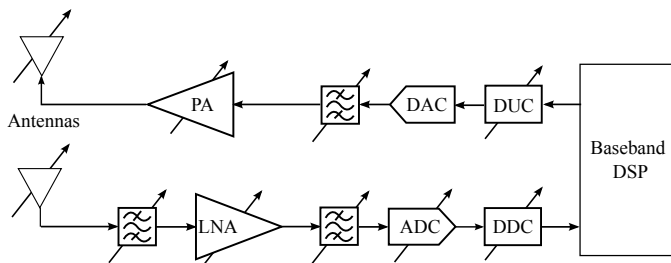 PA
DAC
DUC
Antennas
Baseband
DSP
LNA
ADC
DDC